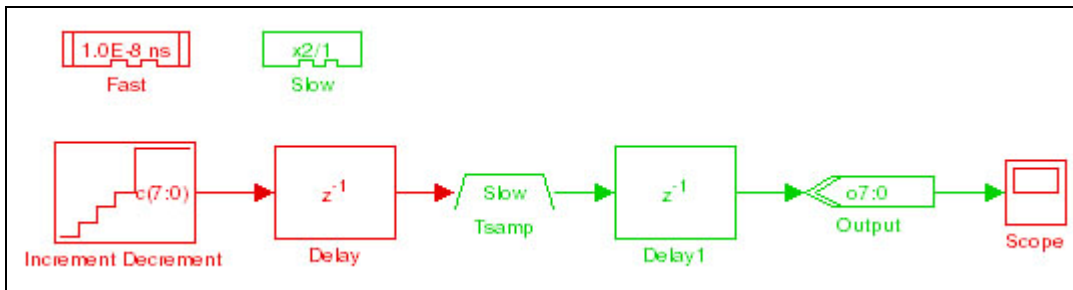 1.0E-8 ns
x2/1
Fast
Slow
c(7:0)
z-1
Slow
z-1
o7:0
Tsamp
Output
Increment Decrement
Delay
Delay1
Scope